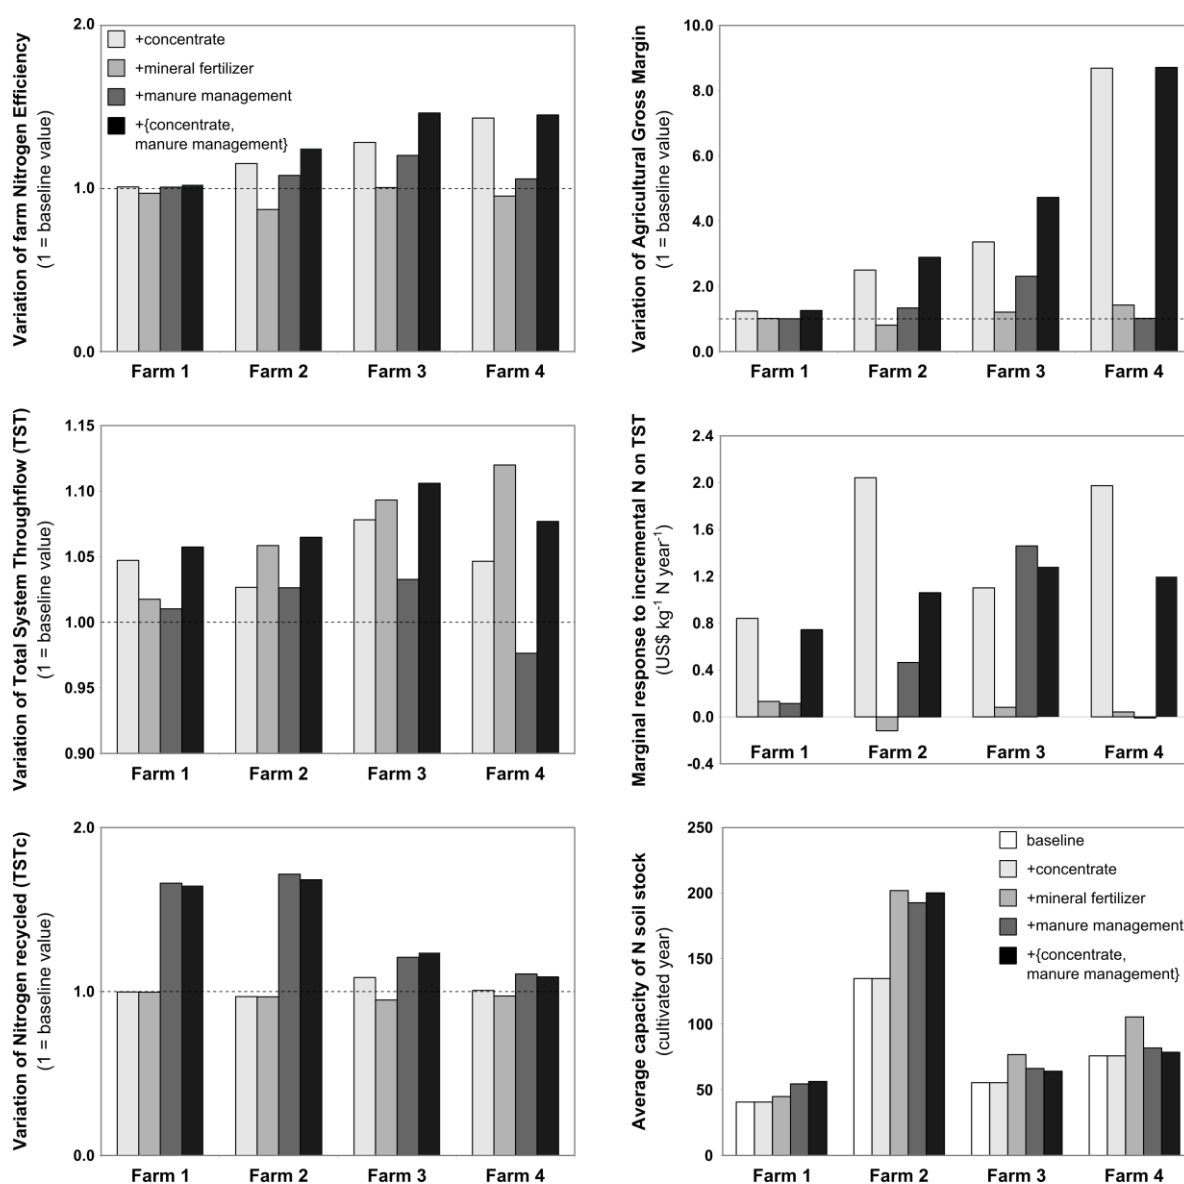 Variation of farm Nitrogen Efficiency
(1 = baseline value)
2.0
1.0
0.0
+concentrate
+mineral fertilizer
+manure management
+{concentrate,
manure management}
Farm 1 Farm 2 Farm 3 Farm 4
Variation of Agricultural Gross Margin
(1 = baseline value)
10.0
8.0
6.0
4.0
2.0
0.0
Farm 1 Farm 2 Farm 3 Farm 4
Variation of Total System Throughflow (TST)
(1 = baseline value)
1.15
1.10
1.05
1.00
0.95
0.90
Farm 1 Farm 2 Farm 3 Farm 4
Marginal response to incremental N on TST
(US$ kg⁻¹ N year⁻¹)
2.4
2.0
1.6
1.2
0.8
0.4
0.0
-0.4
Farm 1 Farm 2 Farm 3 Farm 4
Variation of Nitrogen recycled (TSTc)
(1 = baseline value)
2.0
1.0
0.0
Farm 1 Farm 2 Farm 3 Farm 4
Average capacity of N soil stock
(cultivated year)
250
200
150
100
50
0
baseline
+concentrate
+mineral fertilizer
+manure management
+{concentrate,
manure management}
Farm 1 Farm 2 Farm 3 Farm 4